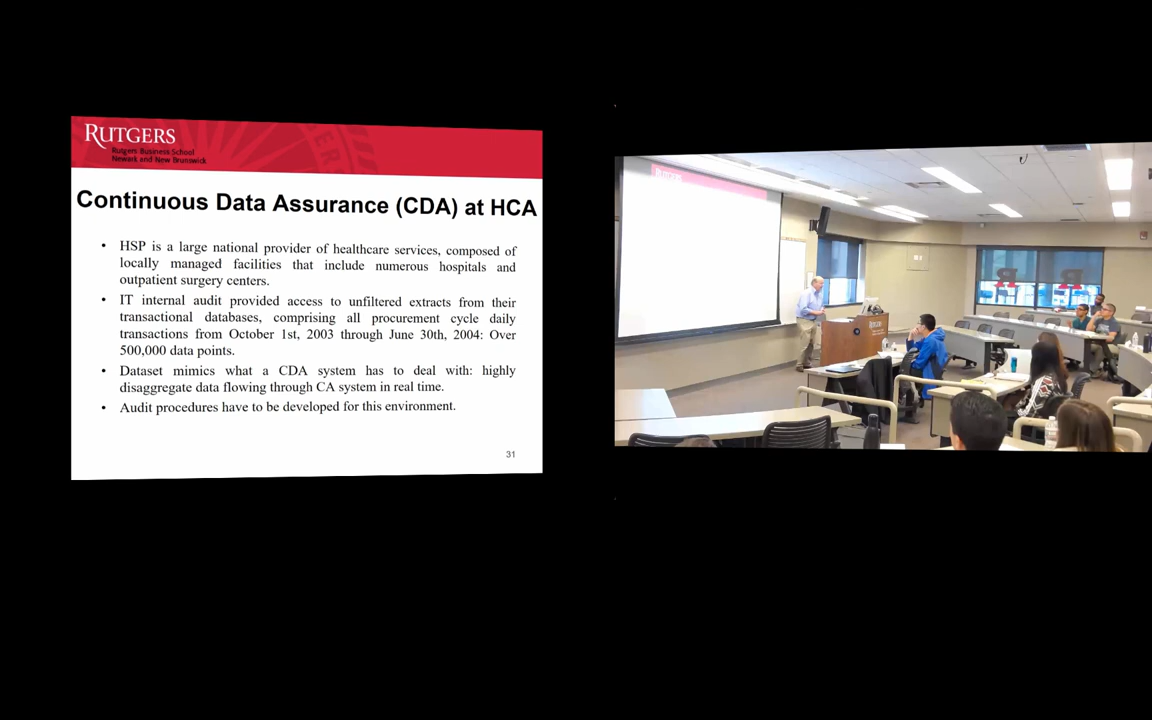 RUTGERS
Rutgers Business School
Newark and New Brunswick
Continuous Data Assurance (CDA) at HCA
• HSP is a large national provider of healthcare services, composed of
locally managed facilities that include numerous hospitals and
outpatient surgery centers.
• IT internal audit provided access to unfiltered extracts from their
transactional databases, comprising all procurement cycle daily
transactions from October 1st, 2003 through June 30th, 2004: Over
500,000 data points.
• Dataset mimics what a CDA system has to deal with: highly
disaggregate data flowing through CA system in real time.
• Audit procedures have to be developed for this environment.
31
RUTGERS
R
R
RUTGERS